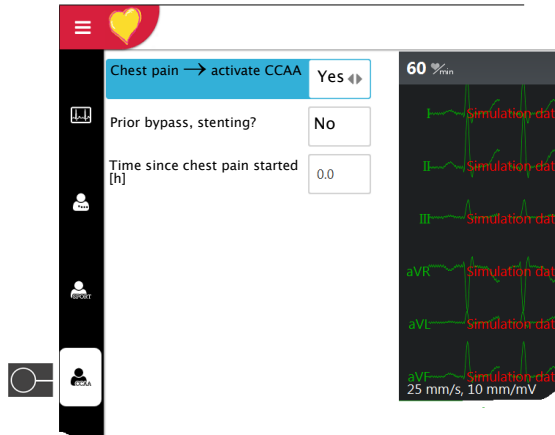 Chest pain → activate CCAA
Yes
60 ♥/min
Prior bypass, stenting?
No
Time since chest pain started
[h]
0.0
I
Simulation dat
II
Simulation dat
III
Simulation dat
SPORT
aVR
Simulation dat
aVL
Simulation dat
CCAA
aVF
Simulation dat
25 mm/s, 10 mm/mV